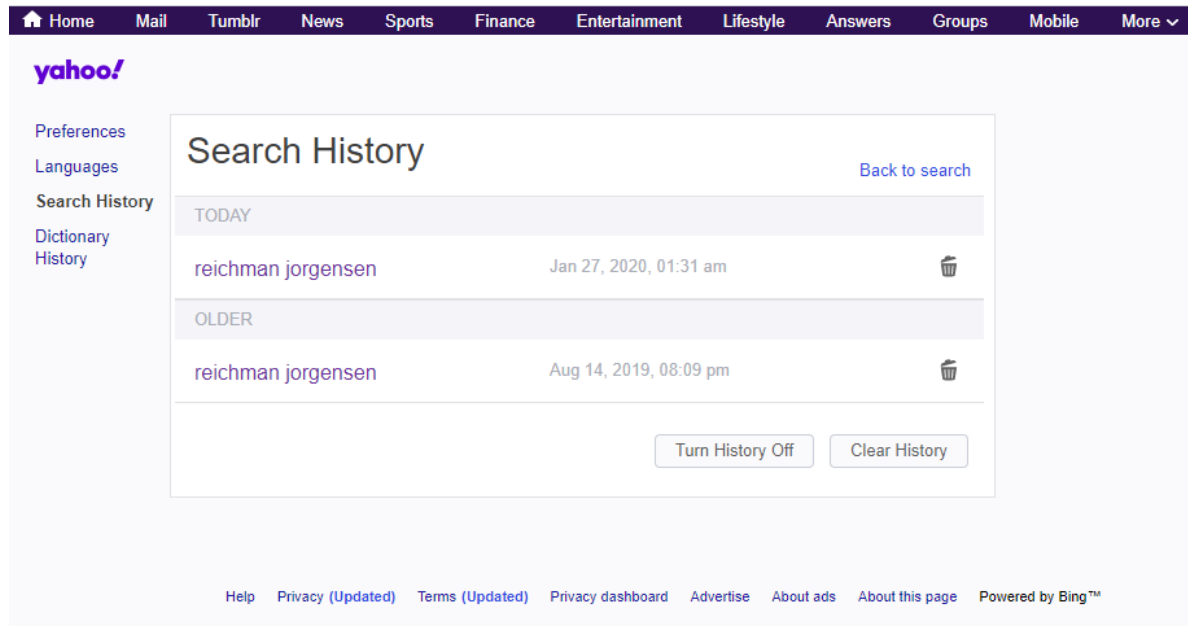 Home Mail Tumblr News Sports Finance Entertainment Lifestyle Answers Groups Mobile More
yahoo!
Preferences
Languages
Search History
Dictionary
History
Search History
Back to search
TODAY
reichman jorgensen Jan 27, 2020, 01:31 am
OLDER
reichman jorgensen Aug 14, 2019, 08:09 pm
Turn History Off Clear History
Help Privacy (Updated) Terms (Updated) Privacy dashboard Advertise About ads About this page Powered by Bing™